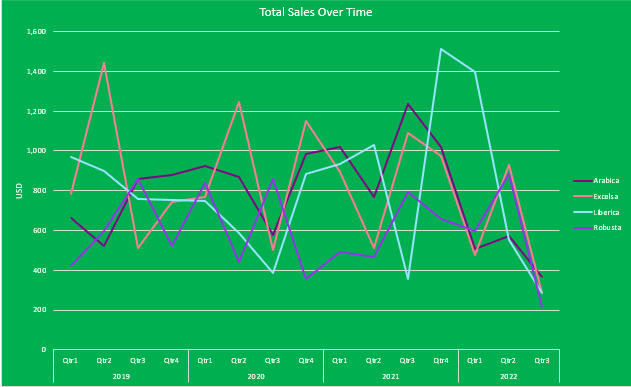 Total Sales Over Time
1,600
1,400
1,200
1,000
800
600
400
200
0
USD
Qtr1 Qtr2 Qtr3 Qtr4 Qtr1 Qtr2 Qtr3 Qtr4 Qtr1 Qtr2 Qtr3 Qtr4 Qtr1 Qtr2 Qtr3
2019 2020 2021 2022
Arabica
Excelsa
Liberica
Robusta